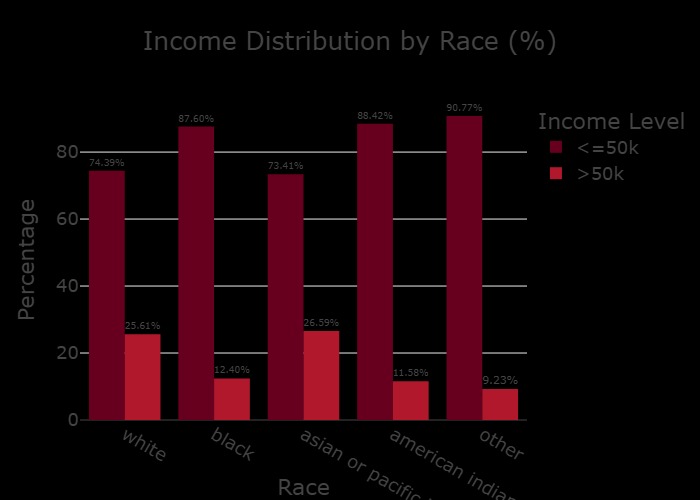 Income Distribution by Race (%)
90.77%
88.42%
87.60%
74.39%
73.41%
26.59%
25.61%
12.40%
11.58%
9.23%
80
60
40
20
0
Percentage
white
black
asian or pacific
american indian
other
Race
Income Level
<=50k
>50k